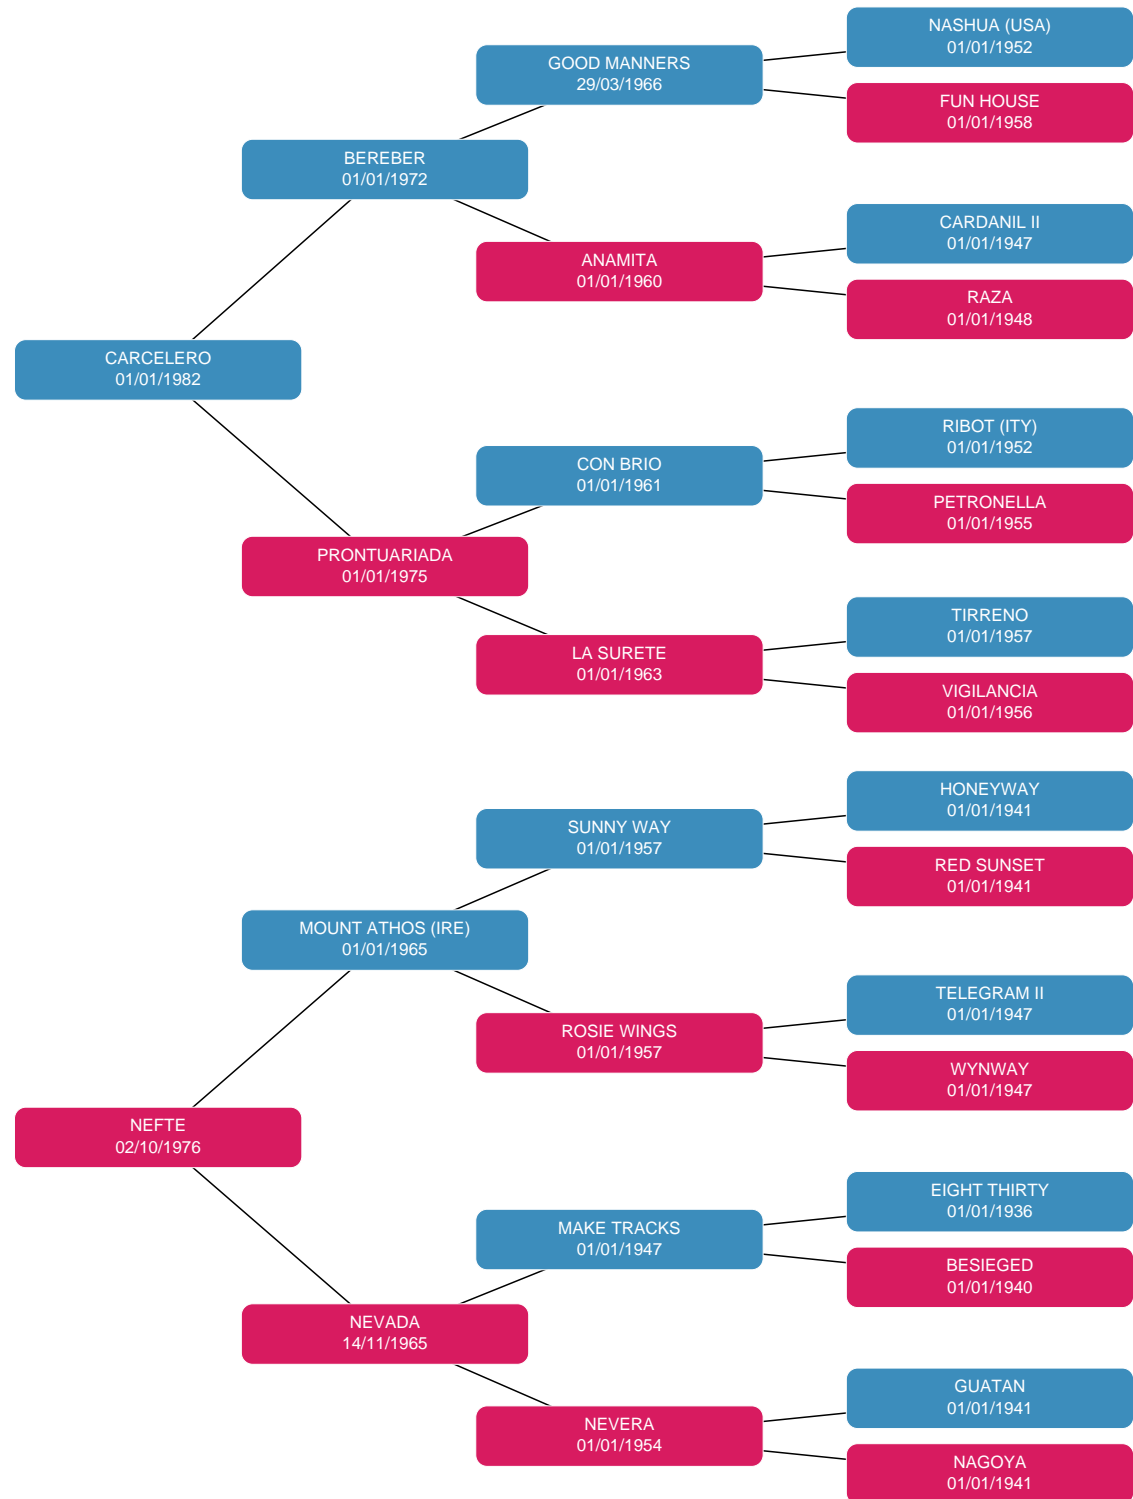 NASHUA (USA)
01/01/1952
GOOD MANNERS
29/03/1966
FUN HOUSE
01/01/1958
BEREBER
01/01/1972
CARDANIL II
01/01/1947
ANAMITA
01/01/1960
RAZA
01/01/1948
CARCELERO
01/01/1982
RIBOT (ITY)
01/01/1952
CON BRIO
01/01/1961
PETRONELLA
01/01/1955
PRONTUARIADA
01/01/1975
TIRRENO
01/01/1957
LA SURETE
01/01/1963
VIGILANCIA
01/01/1956
HONEYWAY
01/01/1941
SUNNY WAY
01/01/1957
RED SUNSET
01/01/1941
MOUNT ATHOS (IRE)
01/01/1965
TELEGRAM II
01/01/1947
ROSIE WINGS
01/01/1957
WYNWAY
01/01/1947
NEFTE
02/10/1976
EIGHT THIRTY
01/01/1936
MAKE TRACKS
01/01/1947
BESIEGED
01/01/1940
NEVADA
14/11/1965
GUATAN
01/01/1941
NEVERA
01/01/1954
NAGOYA
01/01/1941